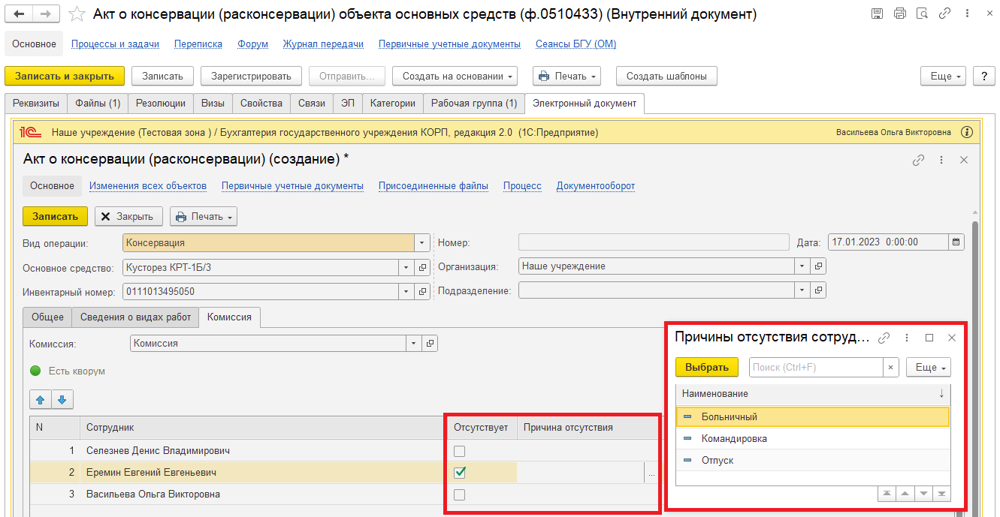 Акт о консервации (расконсервации) объекта основных средств (ф.0510433) (Внутренний документ)
Основное Процессы и задачи Переписка Форум Журнал передачи Первичные учетные документы Сеансы БГУ (ОМ)
Записать и закрыть Записать Зарегистрировать Отправить... Создать на основании Печать Создать шаблоны Еще ?
Реквизиты Файлы (1) Резолюции Визы Свойства Связи ЭП Категории Рабочая группа (1) Электронный документ
1С Наше учреждение (Тестовая зона ) / Бухгалтерия государственного учреждения КОРП, редакция 2.0 (1С:Предприятие) Васильева Ольга Викторовна
Акт о консервации (расконсервации) (создание) *
Основное Изменения всех объектов Первичные учетные документы Присоединенные файлы Процесс Документооборот
Записать Закрыть Печать
Вид операции: Консервация Номер: Дата: 17.01.2023 0:00:00
Основное средство: Кусторез КРТ-1Б/3 Организация: Наше учреждение
Инвентарный номер: 0111013495050 Подразделение:
Общее Сведения о видах работ Комиссия
Комиссия: Комиссия
Есть кворум
N Сотрудник Отсутствует Причина отсутствия
1 Селезнев Денис Владимирович
2 Еремин Евгений Евгеньевич ...
3 Васильева Ольга Викторовна
Причины отсутствия сотруд...
Выбрать Поиск (Ctrl+F) × Еще
Наименование ↓
Больничный
Командировка
Отпуск